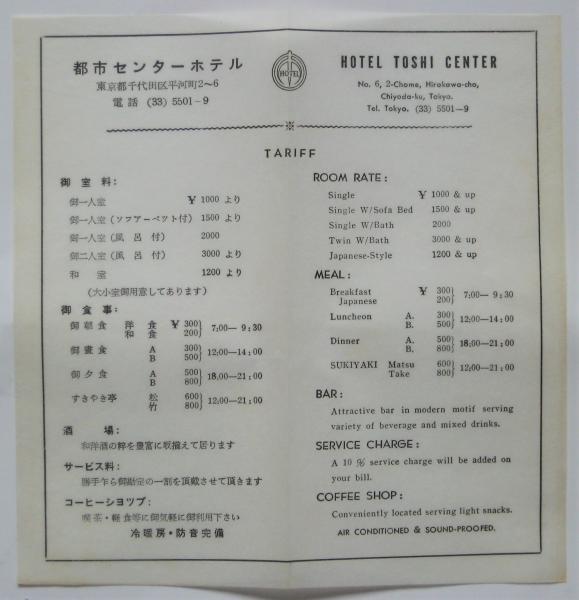 都市センターホテル
東京都千代田区平河町2〜6
電話 (33) 5501－9
HOTEL
HOTEL TOSHI CENTER
No. 6, 2-Chome, Hirakawa-cho,
Chiyoda-ku, Tokyo.
Tel. Tokyo. (33) 5501－9
TARIFF
御室料:
御一人室 ¥ 1000 より
御一人室 (ソフアーベット付) 1500 より
御一人室 (風呂付) 2000
御二人室 (風呂付) 3000 より
和室 1200 より
(大小室御用意してあります)
御食事:
御朝食 洋食 ¥ 300
和食 200} 7:00— 9:30
御昼食 A 300
B 500} 12:00—14:00
御夕食 A 500
B 800} 18:00—21:00
すきやき亭 松 600
竹 800} 12:00—21:00
酒場:
和洋酒の粋を豊富に取揃えて居ります
サービス料:
勝手乍ら御勘定の一割を頂戴させて頂きます
コーヒーショツプ:
喫茶・軽食等に御気軽に御利用下さい
冷暖房・防音完備
ROOM RATE:
Single ¥ 1000 & up
Single W/Sofa Bed 1500 & up
Single W/Bath 2000
Twin W/Bath 3000 & up
Japanese-Style 1200 & up
MEAL:
Breakfast ¥ 300
Japanese 200} 7:00— 9:30
Luncheon A. 300
B. 500} 12:00—14:00
Dinner A. 500
B. 800} 18:00—21:00
SUKIYAKI Matsu 600
Take 800} 12:00—21:00
BAR:
Attractive bar in modern motif serving
variety of beverage and mixed drinks.
SERVICE CHARGE:
A 10 % service charge will be added on
your bill.
COFFEE SHOP:
Conveniently located serving light snacks.
AIR CONDITIONED & SOUND-PROOFED.